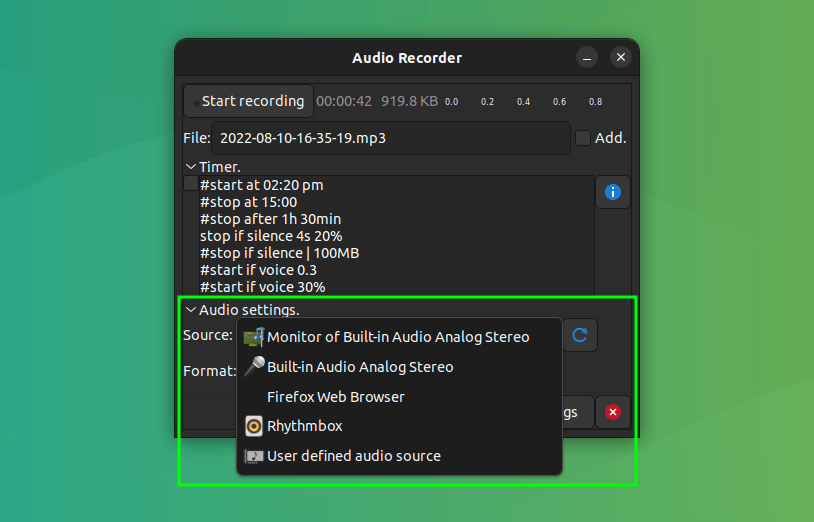 Audio Recorder
Start recording 00:00:42 919.8 KB 0.0 0.2 0.4 0.6 0.8
File: 2022-08-10-16-35-19.mp3 Add.
Timer.
#start at 02:20 pm
#stop at 15:00
#stop after 1h 30min
stop if silence 4s 20%
#stop if silence | 100MB
#start if voice 0.3
#start if voice 30%
Audio settings.
Source: Monitor of Built-in Audio Analog Stereo
Built-in Audio Analog Stereo
Format:
Firefox Web Browser
gs
Rhythmbox
User defined audio source